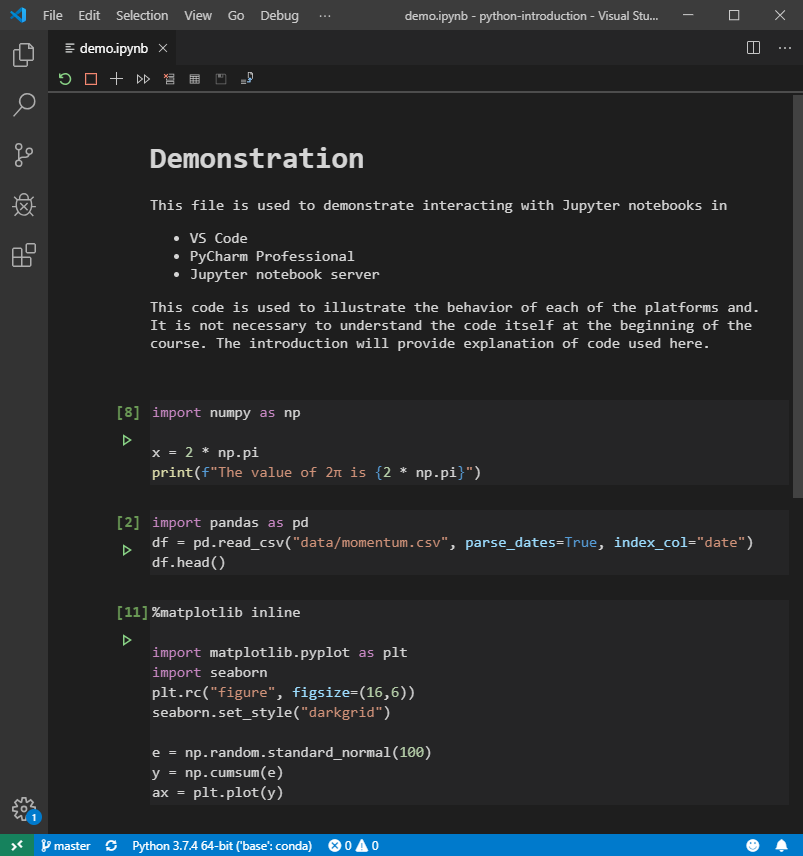 File Edit Selection View Go Debug ··· demo.ipynb - python-introduction - Visual Stu...
demo.ipynb
Demonstration
This file is used to demonstrate interacting with Jupyter notebooks in
• VS Code
• PyCharm Professional
• Jupyter notebook server
This code is used to illustrate the behavior of each of the platforms and.
It is not necessary to understand the code itself at the beginning of the
course. The introduction will provide explanation of code used here.
[8] import numpy as np
x = 2 * np.pi
print(f"The value of 2π is {2 * np.pi}")
[2] import pandas as pd
df = pd.read_csv("data/momentum.csv", parse_dates=True, index_col="date")
df.head()
[11] %matplotlib inline
import matplotlib.pyplot as plt
import seaborn
plt.rc("figure", figsize=(16,6))
seaborn.set_style("darkgrid")
e = np.random.standard_normal(100)
y = np.cumsum(e)
ax = plt.plot(y)
1
master Python 3.7.4 64-bit ('base': conda) 0 0